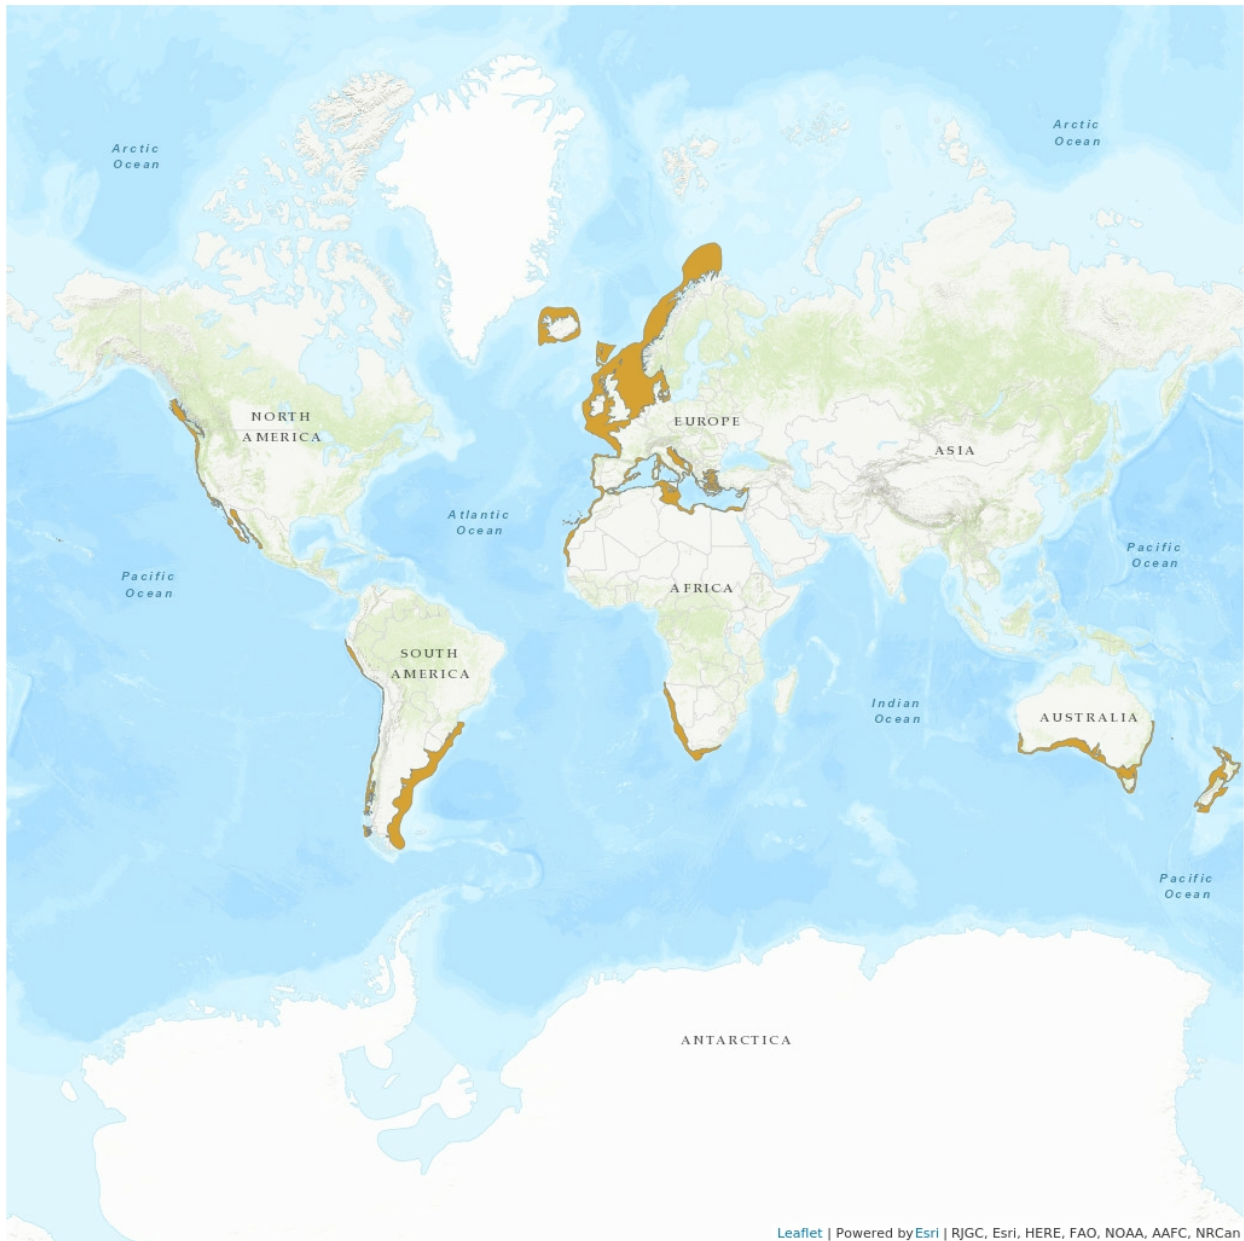 Arctic
Ocean
Arctic
Ocean
NORTH
AMERICA
EUROPE
ASIA
Atlantic
Ocean
Pacific
Ocean
Pacific
Ocean
AFRICA
SOUTH
AMERICA
Indian
Ocean
AUSTRALIA
Pacific
Ocean
ANTARCTICA
Leaflet | Powered by Esri | RJGC, Esri, HERE, FAO, NOAA, AAFC, NRCan